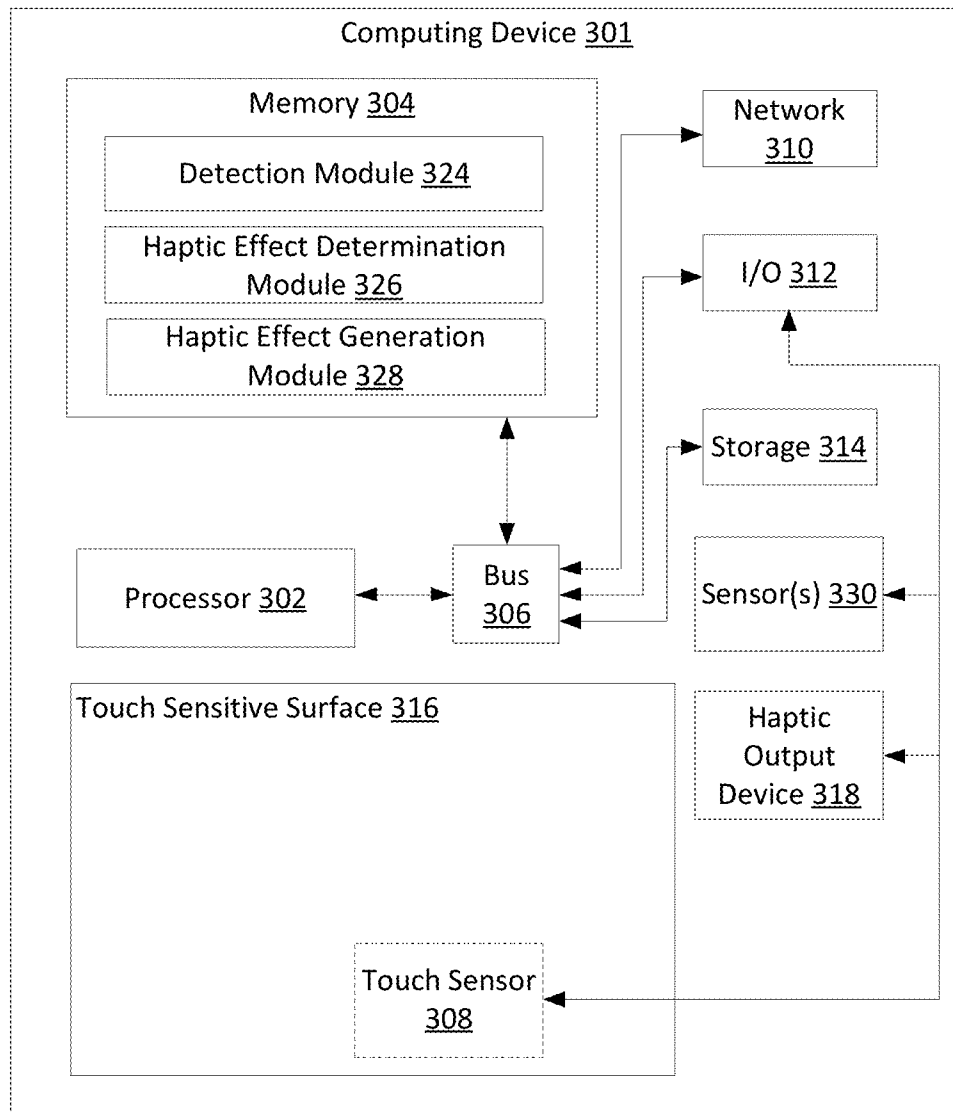 Computing Device 301
Memory 304
Detection Module 324
Haptic Effect Determination
Module 326
Haptic Effect Generation
Module 328
Network
310
I/O 312
Storage 314
Processor 302
Bus
306
Sensor(s) 330
Touch Sensitive Surface 316
Haptic
Output
Device 318
Touch Sensor
308